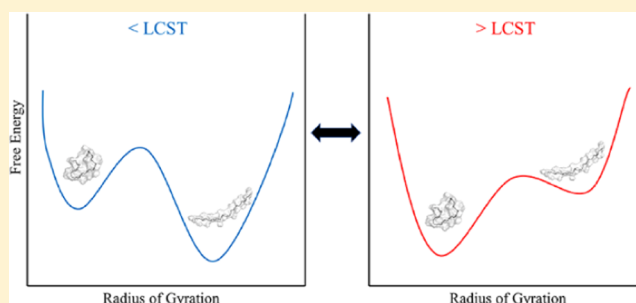 < LCST
> LCST
Free Energy
Radius of Gyration
Radius of Gyration